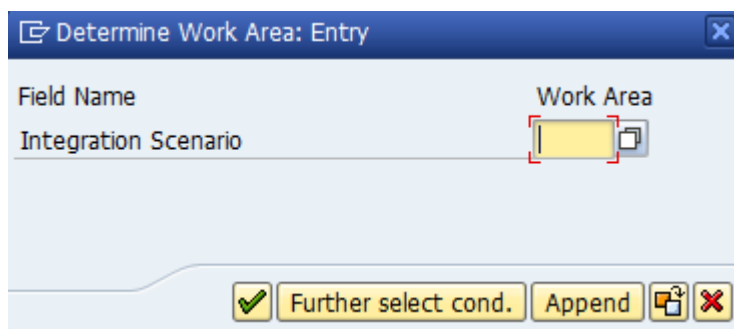 Determine Work Area: Entry
Field Name Work Area
Integration Scenario
Further select cond. Append